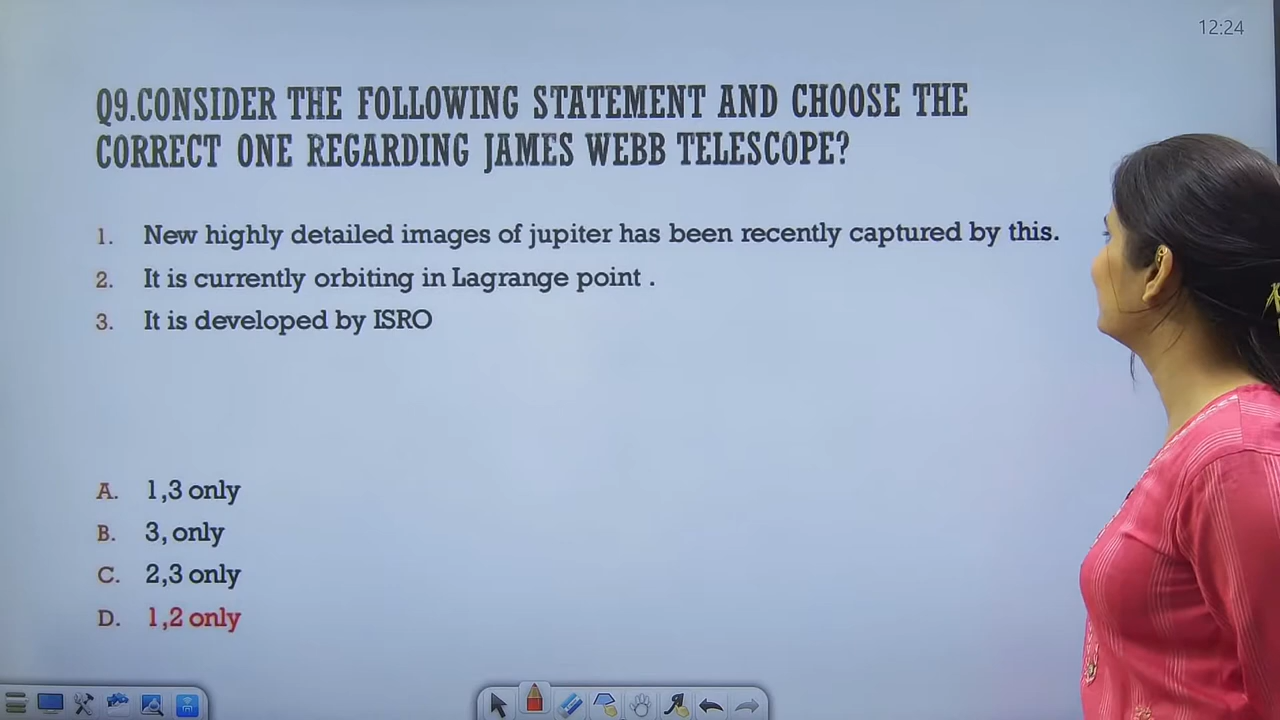 12:24
Q9.CONSIDER THE FOLLOWING STATEMENT AND CHOOSE THE
CORRECT ONE REGARDING JAMES WEBB TELESCOPE?
1. New highly detailed images of jupiter has been recently captured by this.
2. It is currently orbiting in Lagrange point .
3. It is developed by ISRO
A. 1,3 only
B. 3, only
C. 2,3 only
D. 1,2 only